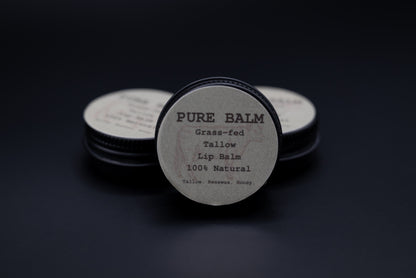 PURE BALM
Grass-fed
Tallow
Lip Balm
100% Natural
Tallow. Beeswax. Honey.